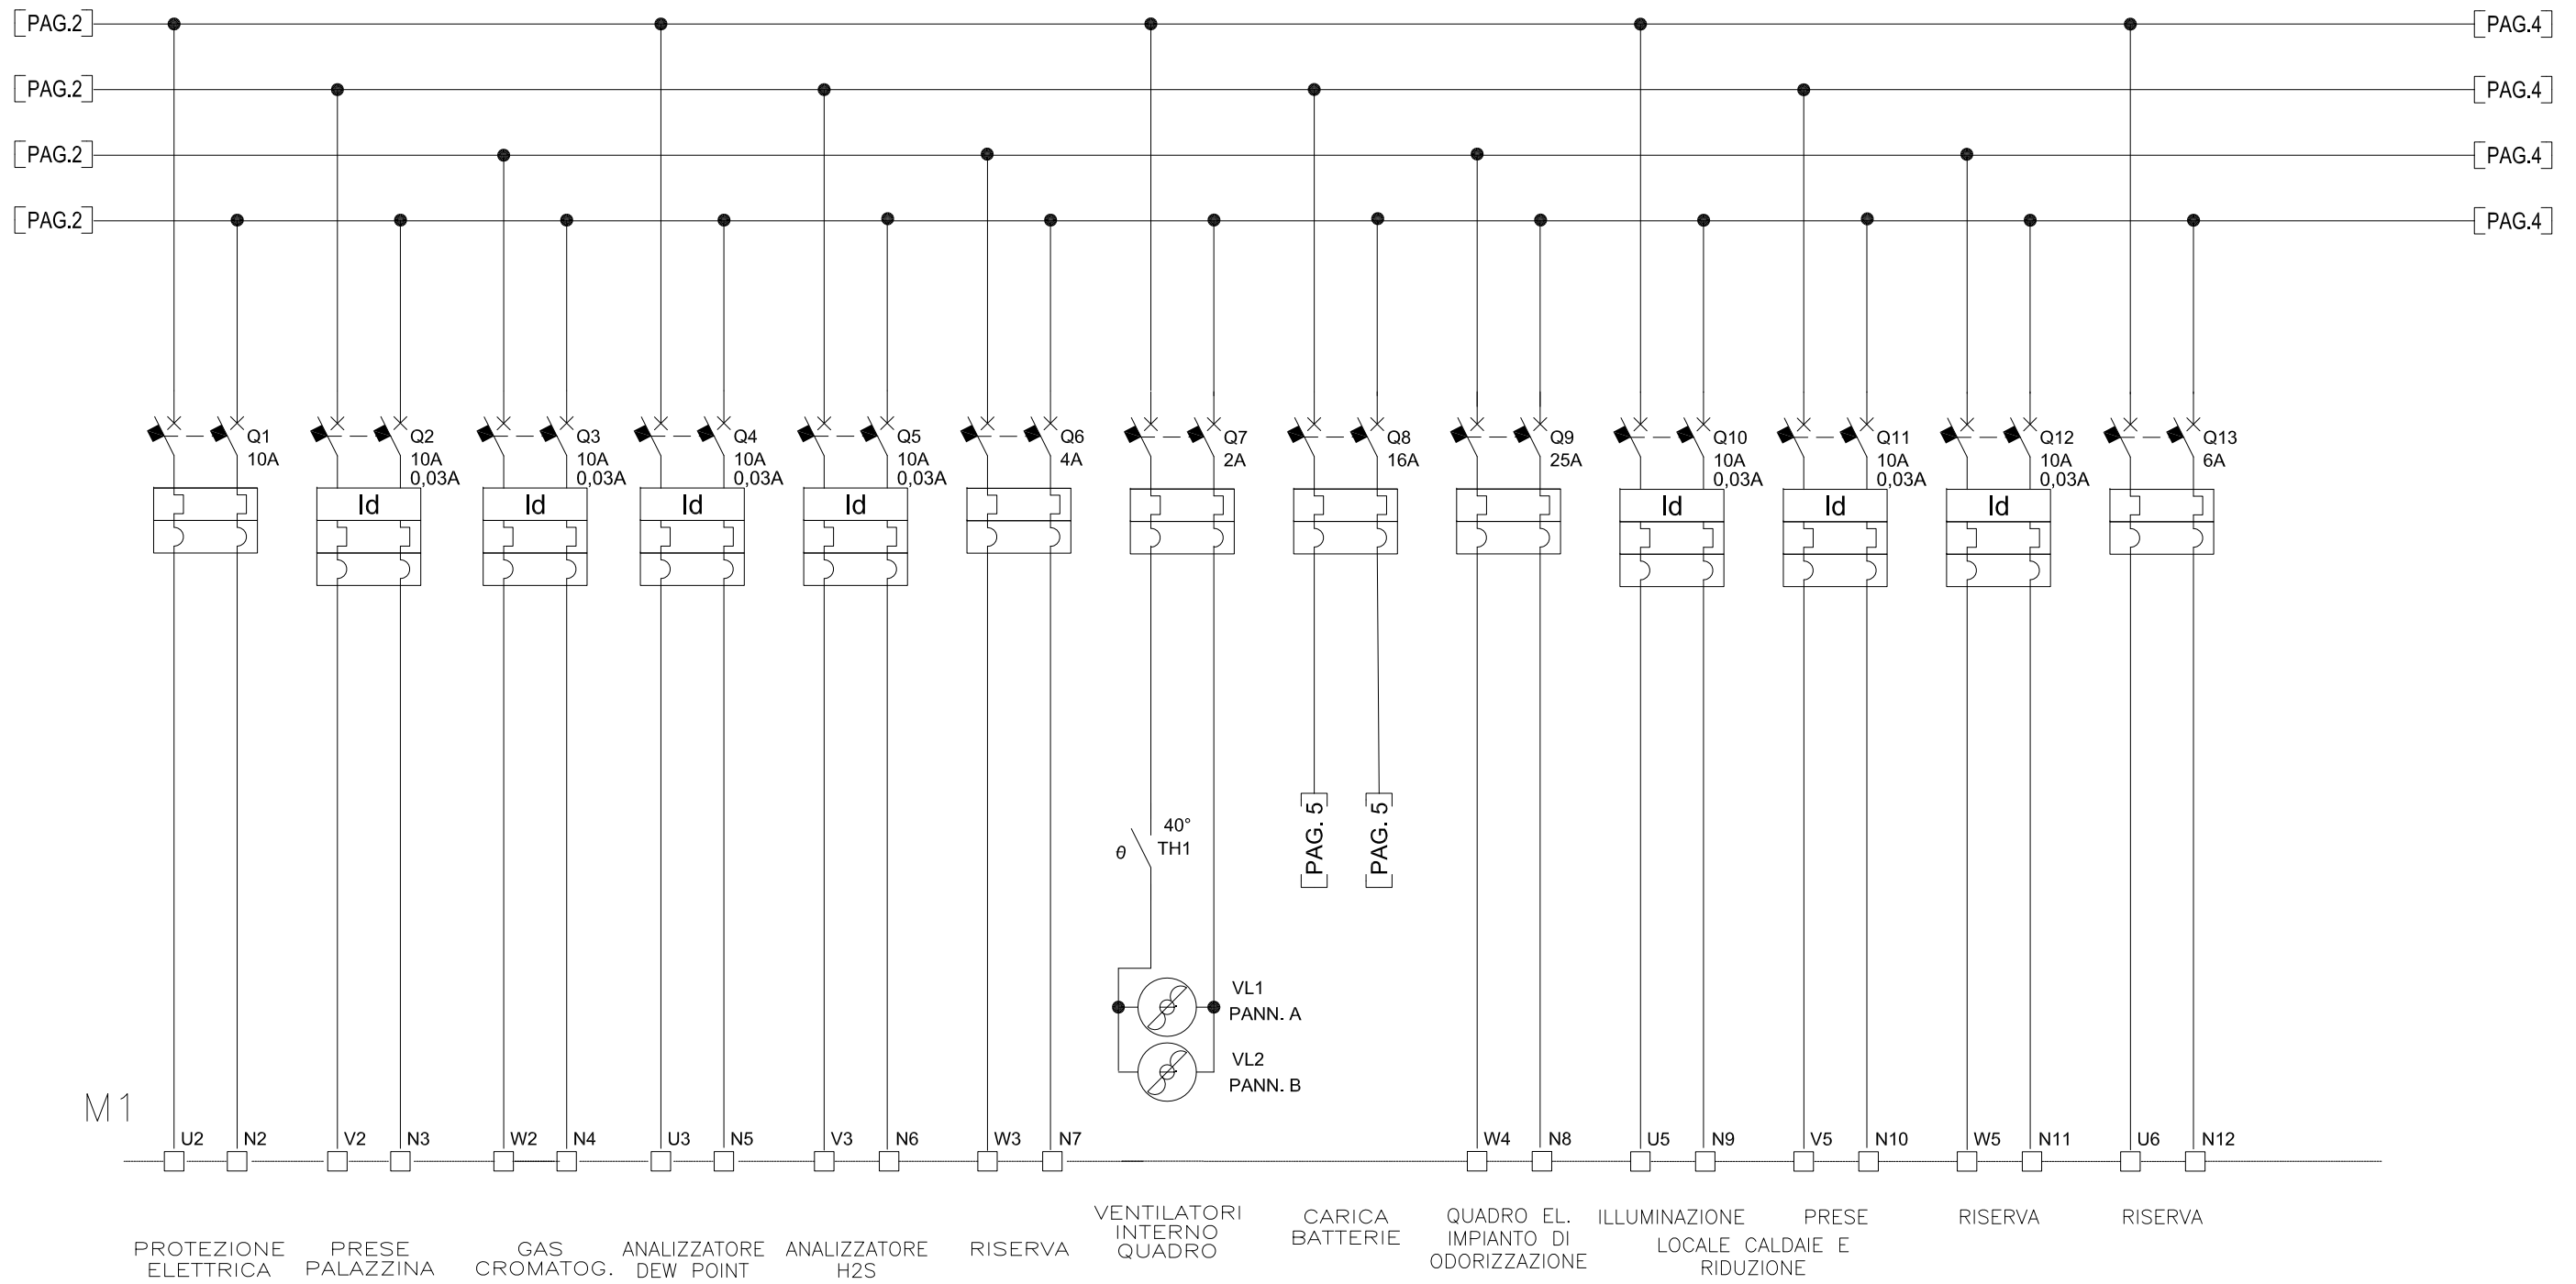 PAG.2
PAG.4
PAG.2
PAG.4
PAG.2
PAG.4
PAG.2
PAG.4
Q1
10A
Q2
10A
0,03A
Id
Q3
10A
0,03A
Id
Q4
10A
0,03A
Id
Q5
10A
0,03A
Id
Q6
4A
Q7
2A
Q8
16A
Q9
25A
Q10
10A
0,03A
Id
Q11
10A
0,03A
Id
Q12
10A
0,03A
Id
Q13
6A
40°
TH1
θ
PAG. 5
PAG. 5
VL1
PANN. A
VL2
PANN. B
M1
U2
N2
V2
N3
W2
N4
U3
N5
V3
N6
W3
N7
W4
N8
U5
N9
V5
N10
W5
N11
U6
N12
PROTEZIONE
ELETTRICA
PRESE
PALAZZINA
GAS
CROMATOG.
ANALIZZATORE
DEW POINT
ANALIZZATORE
H2S
RISERVA
VENTILATORI
INTERNO
QUADRO
CARICA
BATTERIE
QUADRO EL.
IMPIANTO DI
ODORIZZAZIONE
ILLUMINAZIONE
PRESE
LOCALE CALDAIE E
RIDUZIONE
RISERVA
RISERVA